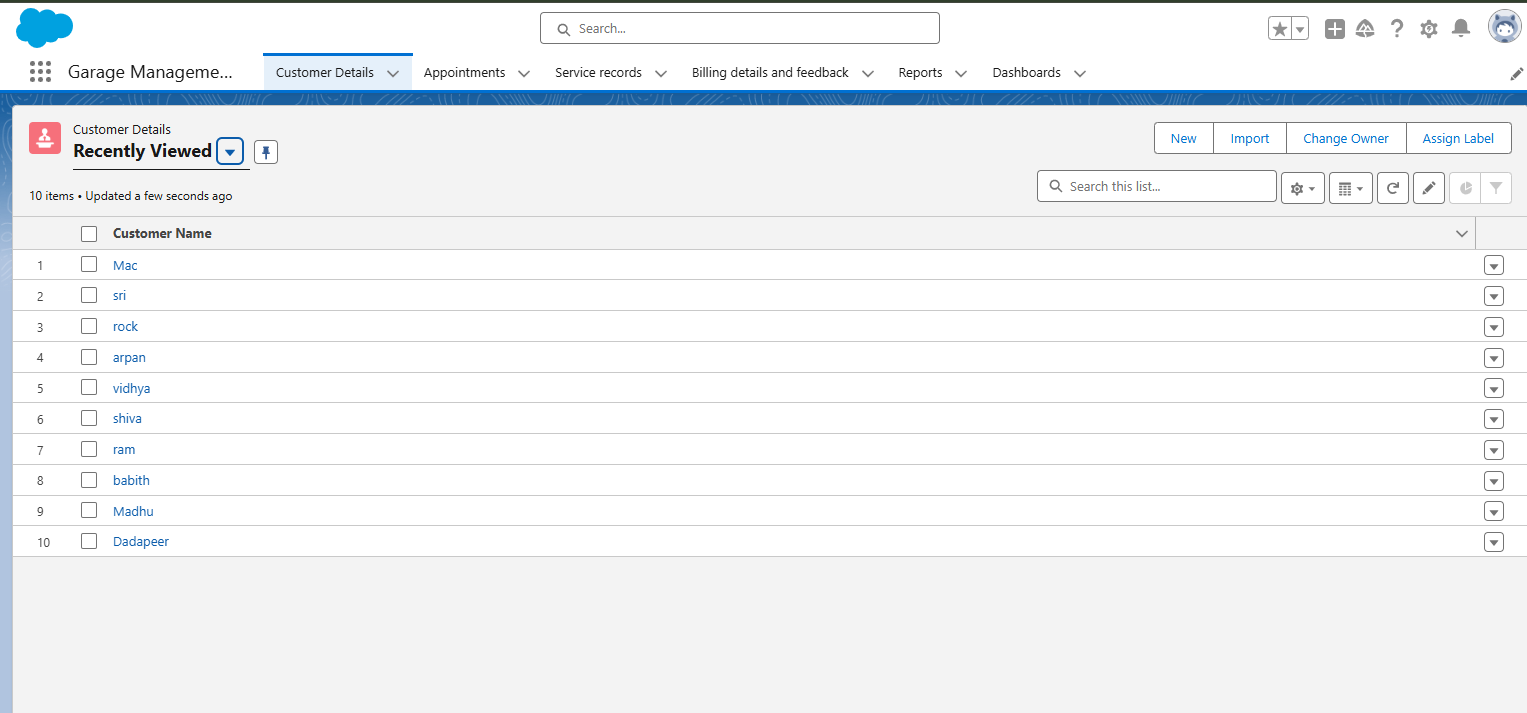 Search...
Garage Manageme...
Customer Details
Appointments
Service records
Billing details and feedback
Reports
Dashboards
Customer Details
Recently Viewed
New
Import
Change Owner
Assign Label
10 items • Updated a few seconds ago
Search this list...
Customer Name
1 Mac
2 sri
3 rock
4 arpan
5 vidhya
6 shiva
7 ram
8 babith
9 Madhu
10 Dadapeer